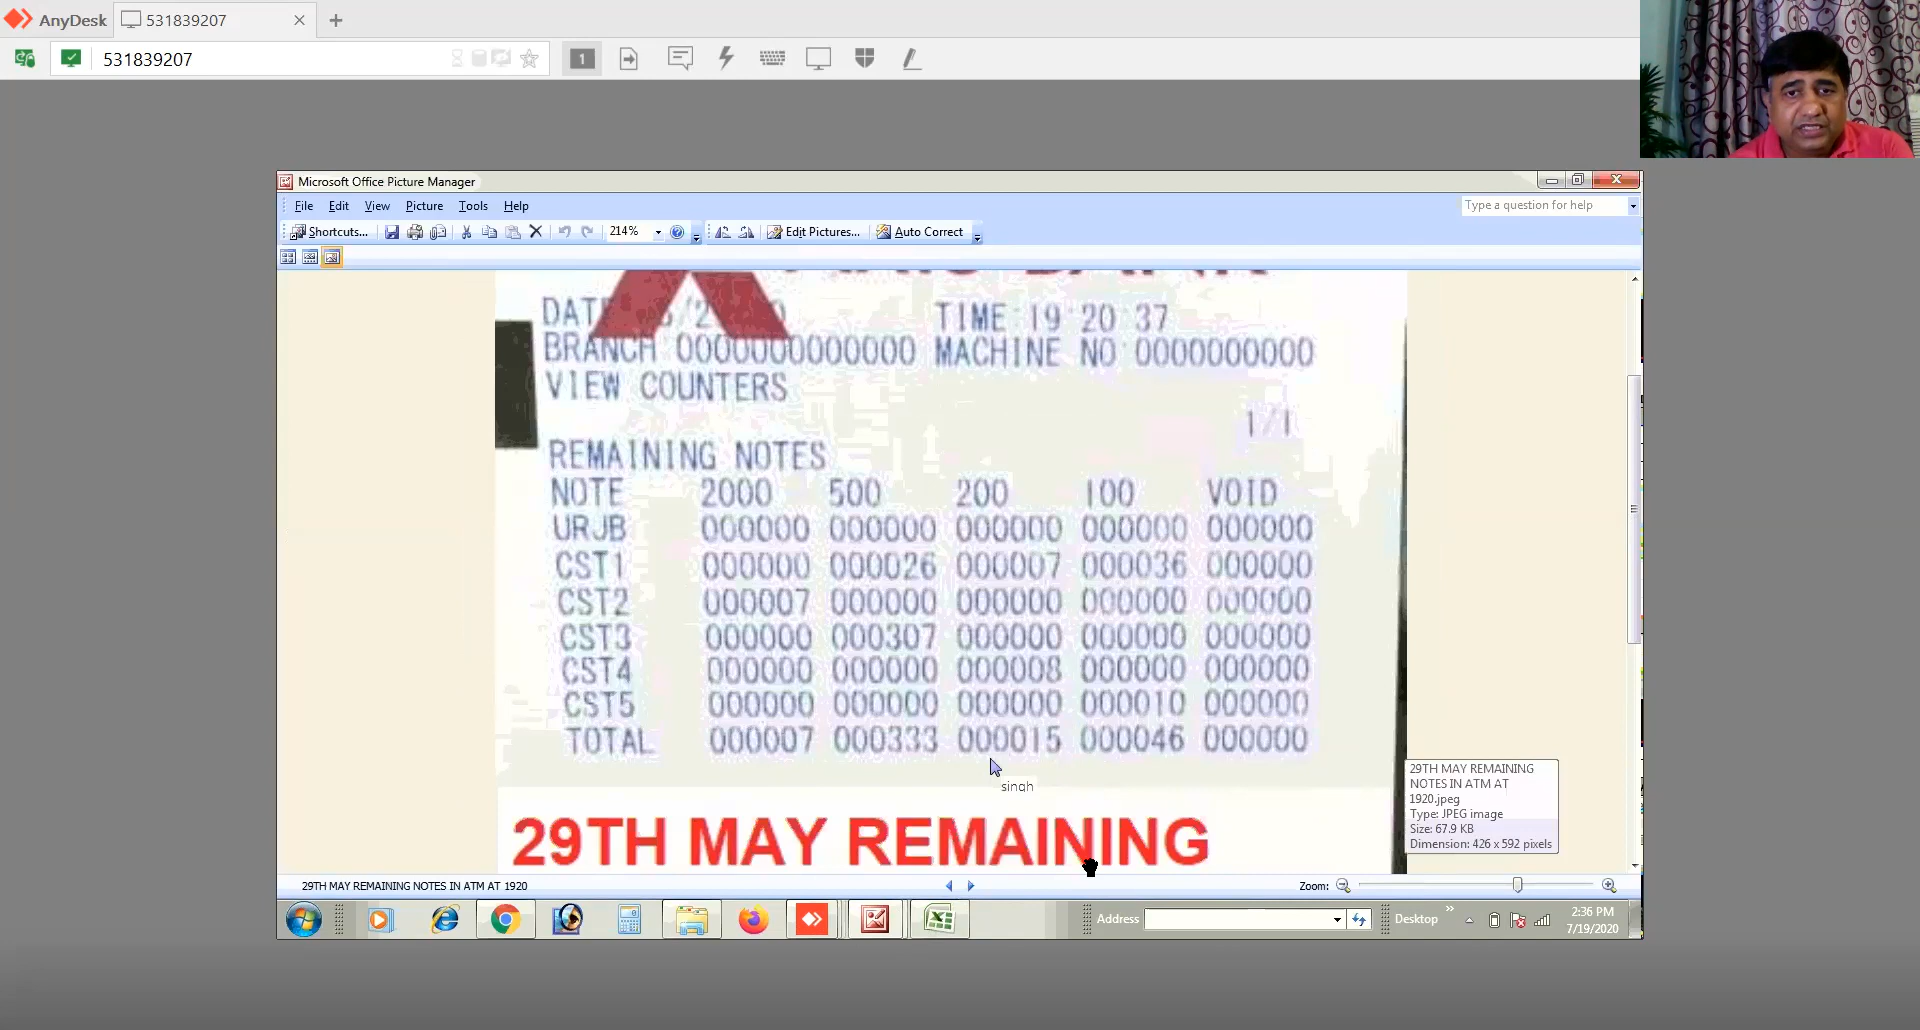 AnyDesk
531839207
531839207
1
Microsoft Office Picture Manager
File Edit View Picture Tools Help
Type a question for help
Shortcuts...
214%
Edit Pictures...
Auto Correct
TIME:19:20:37
BRANCH 0000000000000 MACHINE NO:0000000000
VIEW COUNTERS
1/1
REMAINING NOTES
NOTE 2000 500 200 100 VOID
URJB 000000 000000 000000 000000 000000
CST1 000000 000026 000007 000036 000000
CST2 000007 000000 000000 000000 000000
CST3 000000 000307 000000 000000 000000
CST4 000000 000000 000008 000000 000000
CST5 000000 000000 000000 000010 000000
TOTAL 000007 000333 000015 000046 000000
singh
29TH MAY REMAINING
29TH MAY REMAINING
NOTES IN ATM AT
1920.jpeg
Type: JPEG image
Size: 67.9 KB
Dimension: 426 x 592 pixels
29TH MAY REMAINING NOTES IN ATM AT 1920
Zoom:
Address
Desktop
2:36 PM
7/19/2020